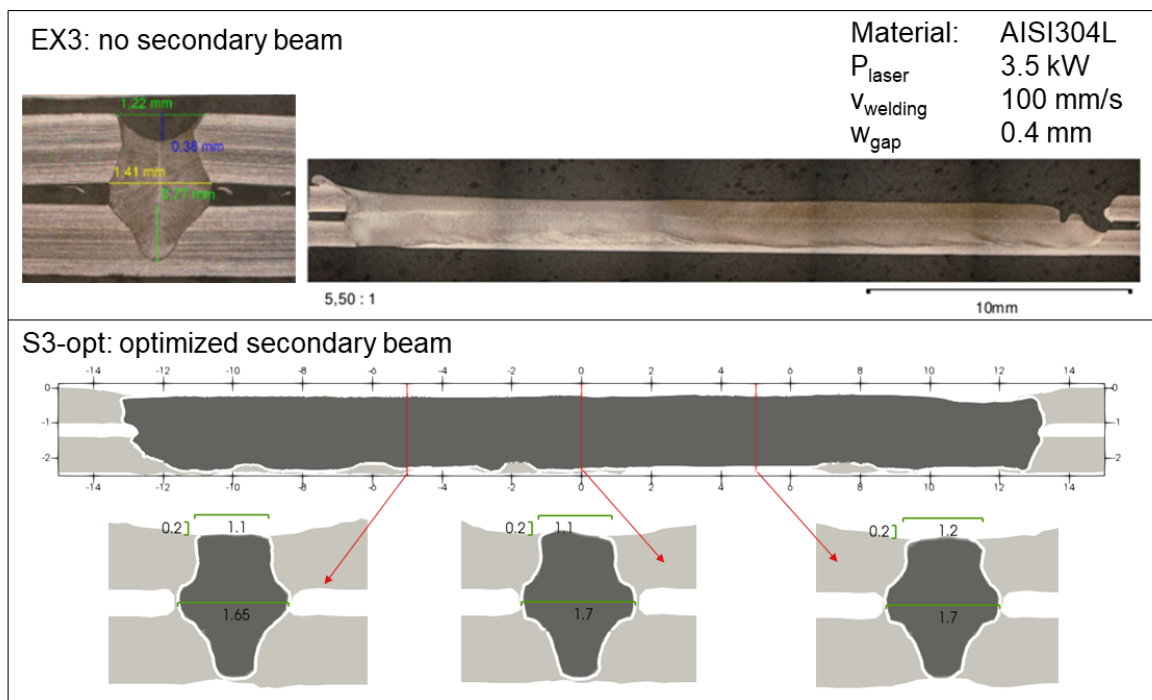 EX3: no secondary beam
Material: AISI304L
Plaser 3.5 kW
vwelding 100 mm/s
wgap 0.4 mm
1.22 mm
0.38 mm
1.41 mm
0.77 mm
5,50 : 1
10mm
S3-opt: optimized secondary beam
-14 -12 -10 -8 -6 -4 -2 0 2 4 6 8 10 12 14
0 0
-1 -1
-2 -2
-14 -12 -10 -8 -6 -4 -2 0 2 4 6 8 10 12 14
0.2 1.1 0.2 1.1 0.2 1.2
1.65 1.7 1.7